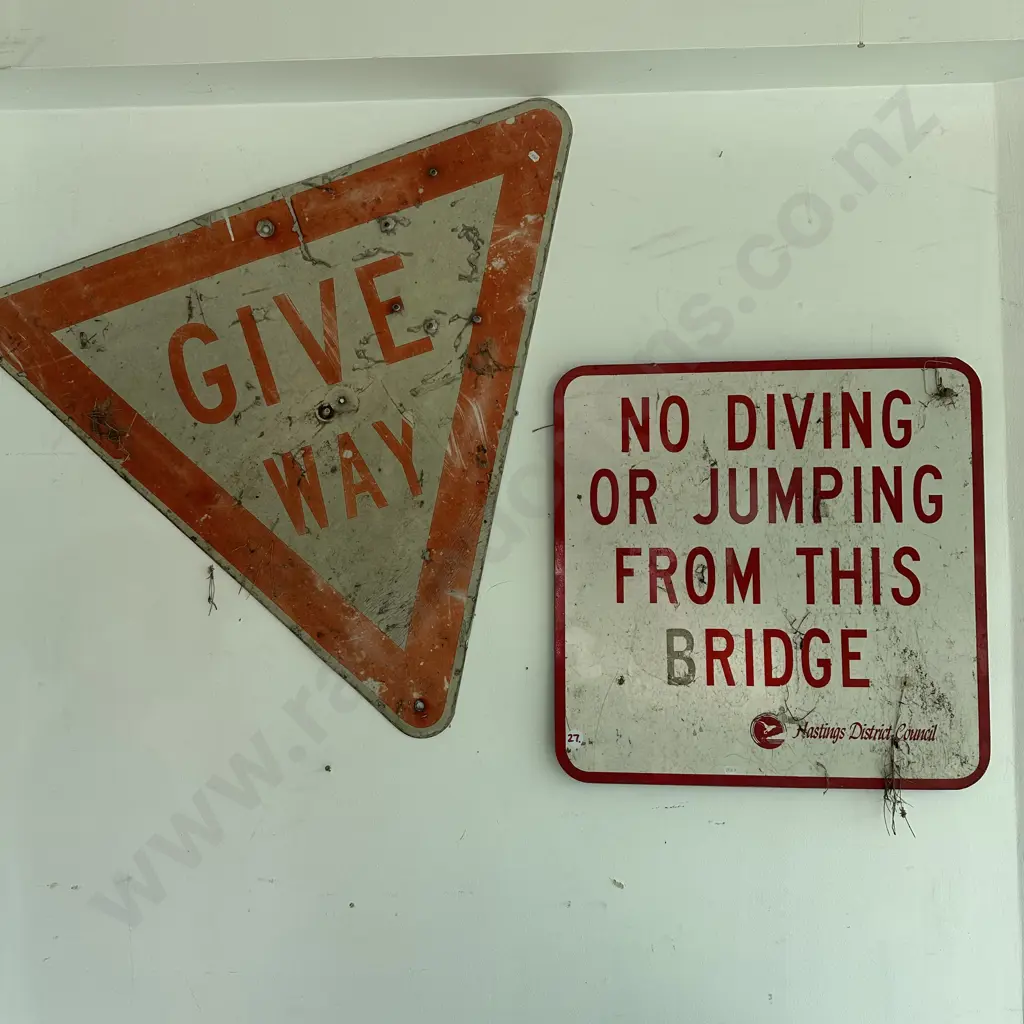 GIVE
WAY
NO DIVING
OR JUMPING
FROM THIS
BRIDGE
Hastings District Council
27.